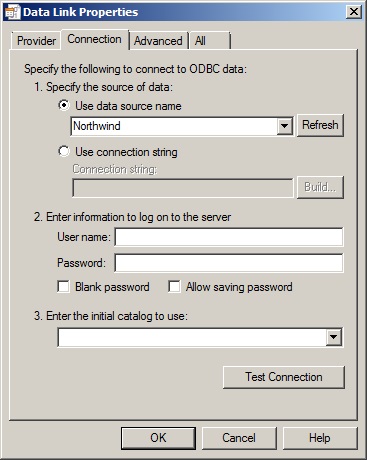 Data Link Properties
Provider Connection Advanced All
Specify the following to connect to ODBC data:
1. Specify the source of data:
Use data source name
Northwind Refresh
Use connection string
Connection string:
Build...
2. Enter information to log on to the server
User name:
Password:
Blank password Allow saving password
3. Enter the initial catalog to use:
Test Connection
OK Cancel Help